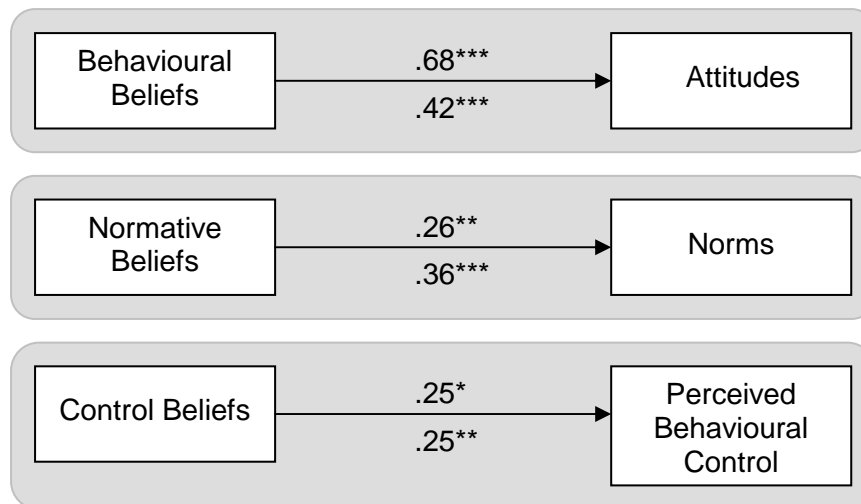 Behavioural
Beliefs
.68***
.42***
Attitudes
Normative
Beliefs
.26**
.36***
Norms
Control Beliefs
.25*
.25**
Perceived
Behavioural
Control